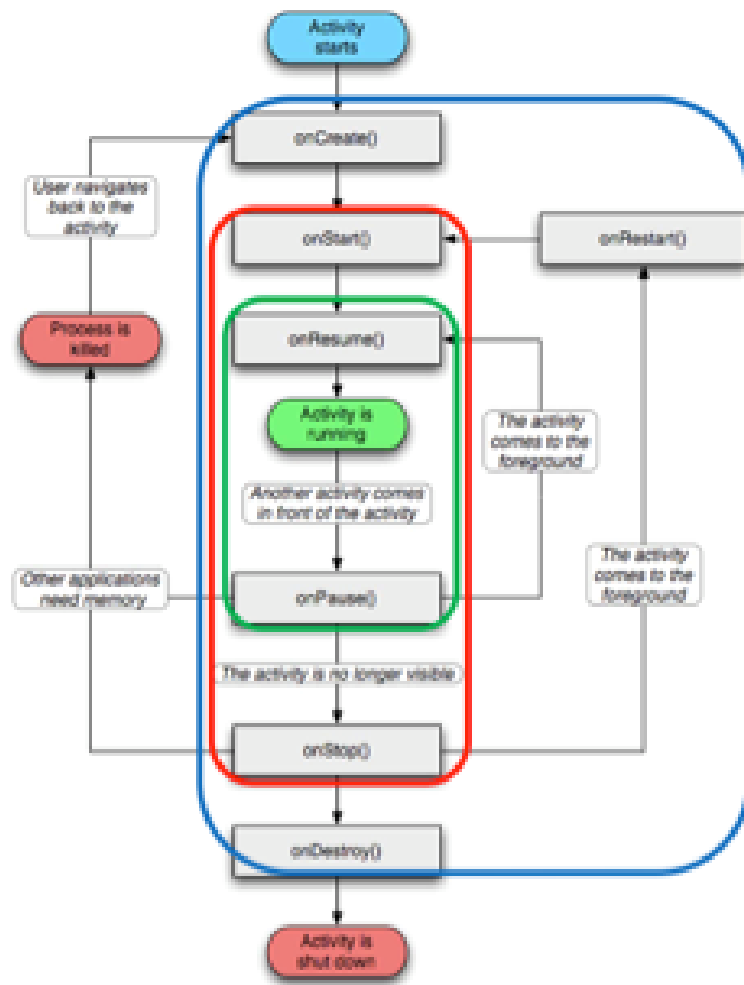 Activity
starts
onCreate()
User navigates
back to the
activity
onStart()
onRestart()
Process is
killed
onResume()
Activity is
running
The activity
comes to the
foreground
Another activity comes
in front of the activity
The activity
comes to the
foreground
Other applications
need memory
onPause()
The activity is no longer visible
onStop()
onDestroy()
Activity is
shut down